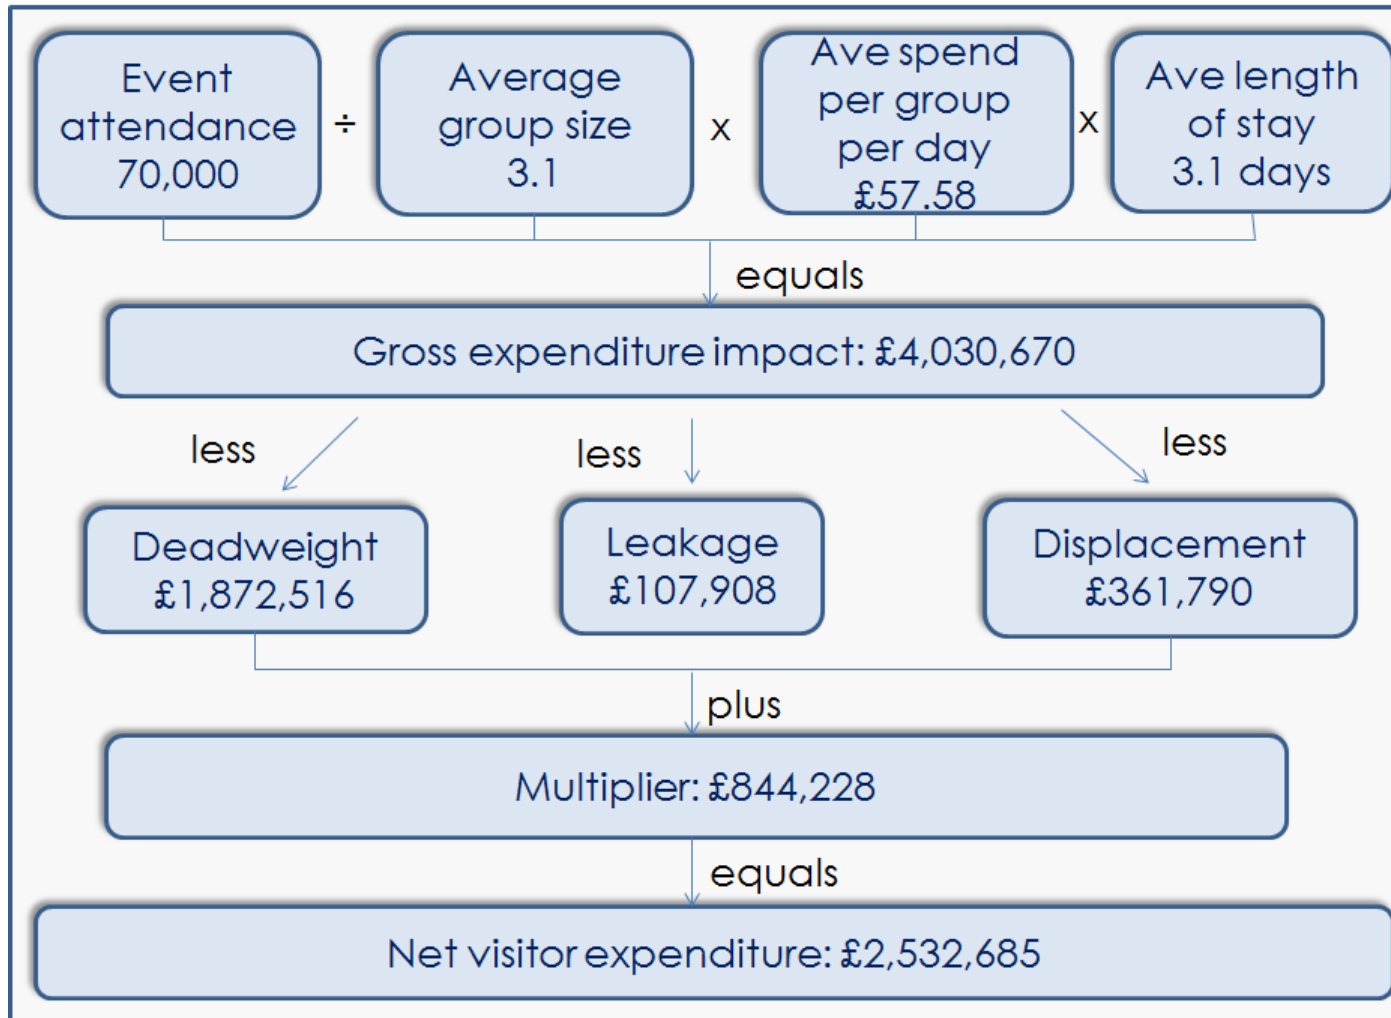 Event
attendance
70,000
÷
Average
group size
3.1
x
Ave spend
per group
per day
£57.58
x
Ave length
of stay
3.1 days
equals
Gross expenditure impact: £4,030,670
less
less
less
Deadweight
£1,872,516
Leakage
£107,908
Displacement
£361,790
plus
Multiplier: £844,228
equals
Net visitor expenditure: £2,532,685